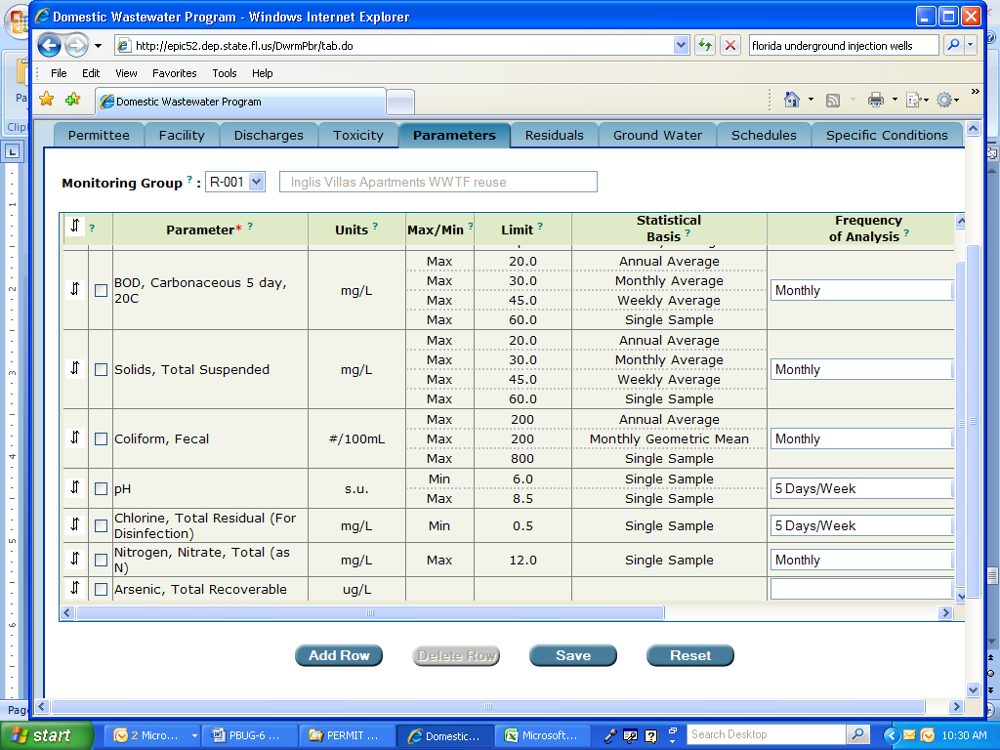 Domestic Wastewater Program - Windows Internet Explorer
http://epic52.dep.state.fl.us/DwrmPbr/tab.do
florida underground injection wells
File Edit View Favorites Tools Help
Pa
Domestic Wastewater Program
Clipl
Permittee Facility Discharges Toxicity Parameters Residuals Ground Water Schedules Specific Conditions
Monitoring Group ? : R-001 Inglis Villas Apartments WWTF reuse
? Parameter* ? Units ? Max/Min ? Limit ? Statistical Basis ? Frequency of Analysis ?
Max 20.0 Annual Average
BOD, Carbonaceous 5 day, 20C mg/L Max 30.0 Monthly Average Monthly
Max 45.0 Weekly Average
Max 60.0 Single Sample
Max 20.0 Annual Average
Solids, Total Suspended mg/L Max 30.0 Monthly Average Monthly
Max 45.0 Weekly Average
Max 60.0 Single Sample
Max 200 Annual Average
Coliform, Fecal #/100mL Max 200 Monthly Geometric Mean Monthly
Max 800 Single Sample
pH s.u. Min 6.0 Single Sample 5 Days/Week
Max 8.5 Single Sample
Chlorine, Total Residual (For Disinfection) mg/L Min 0.5 Single Sample 5 Days/Week
Nitrogen, Nitrate, Total (as N) mg/L Max 12.0 Single Sample Monthly
Arsenic, Total Recoverable ug/L
Add Row Delete Row Save Reset
Page
start 2 Micro... PBUG-6 ... PERMIT ... Domestic... Microsoft... Search Desktop 10:30 AM